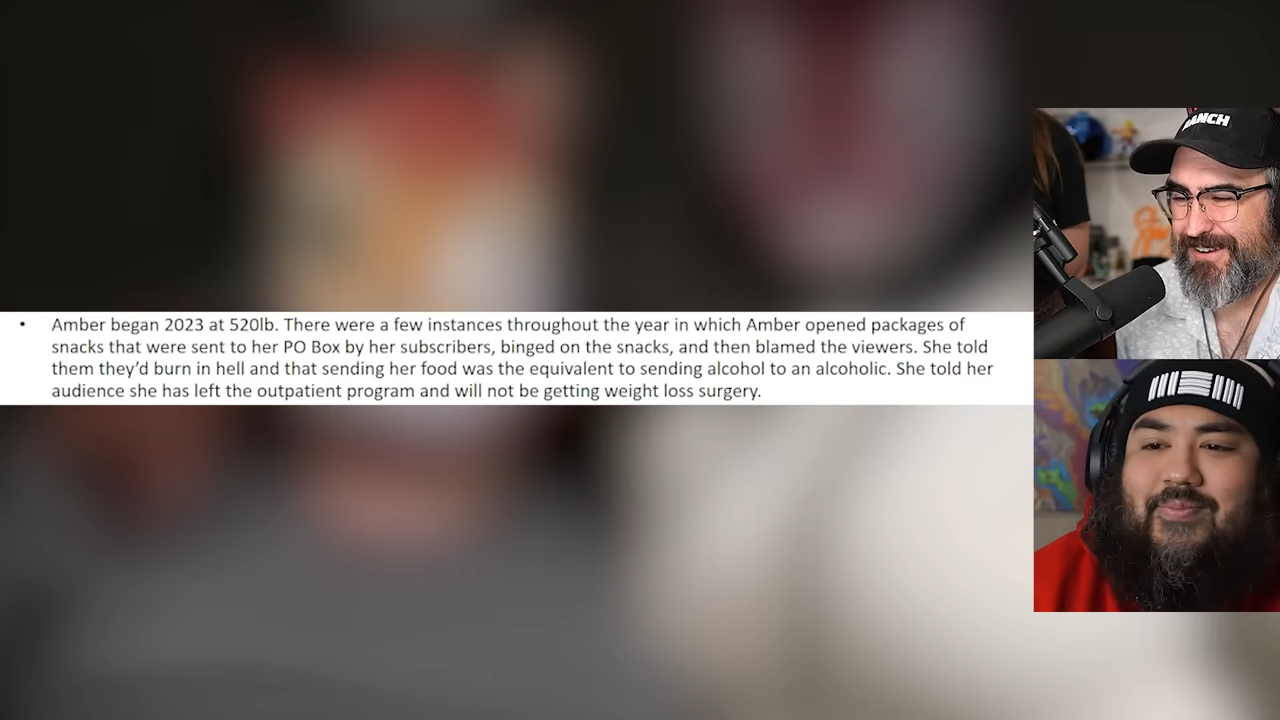 • Amber began 2023 at 520lb. There were a few instances throughout the year in which Amber opened packages of
snacks that were sent to her PO Box by her subscribers, binged on the snacks, and then blamed the viewers. She told
them they’d burn in hell and that sending her food was the equivalent to sending alcohol to an alcoholic. She told her
audience she has left the outpatient program and will not be getting weight loss surgery.
RANCH